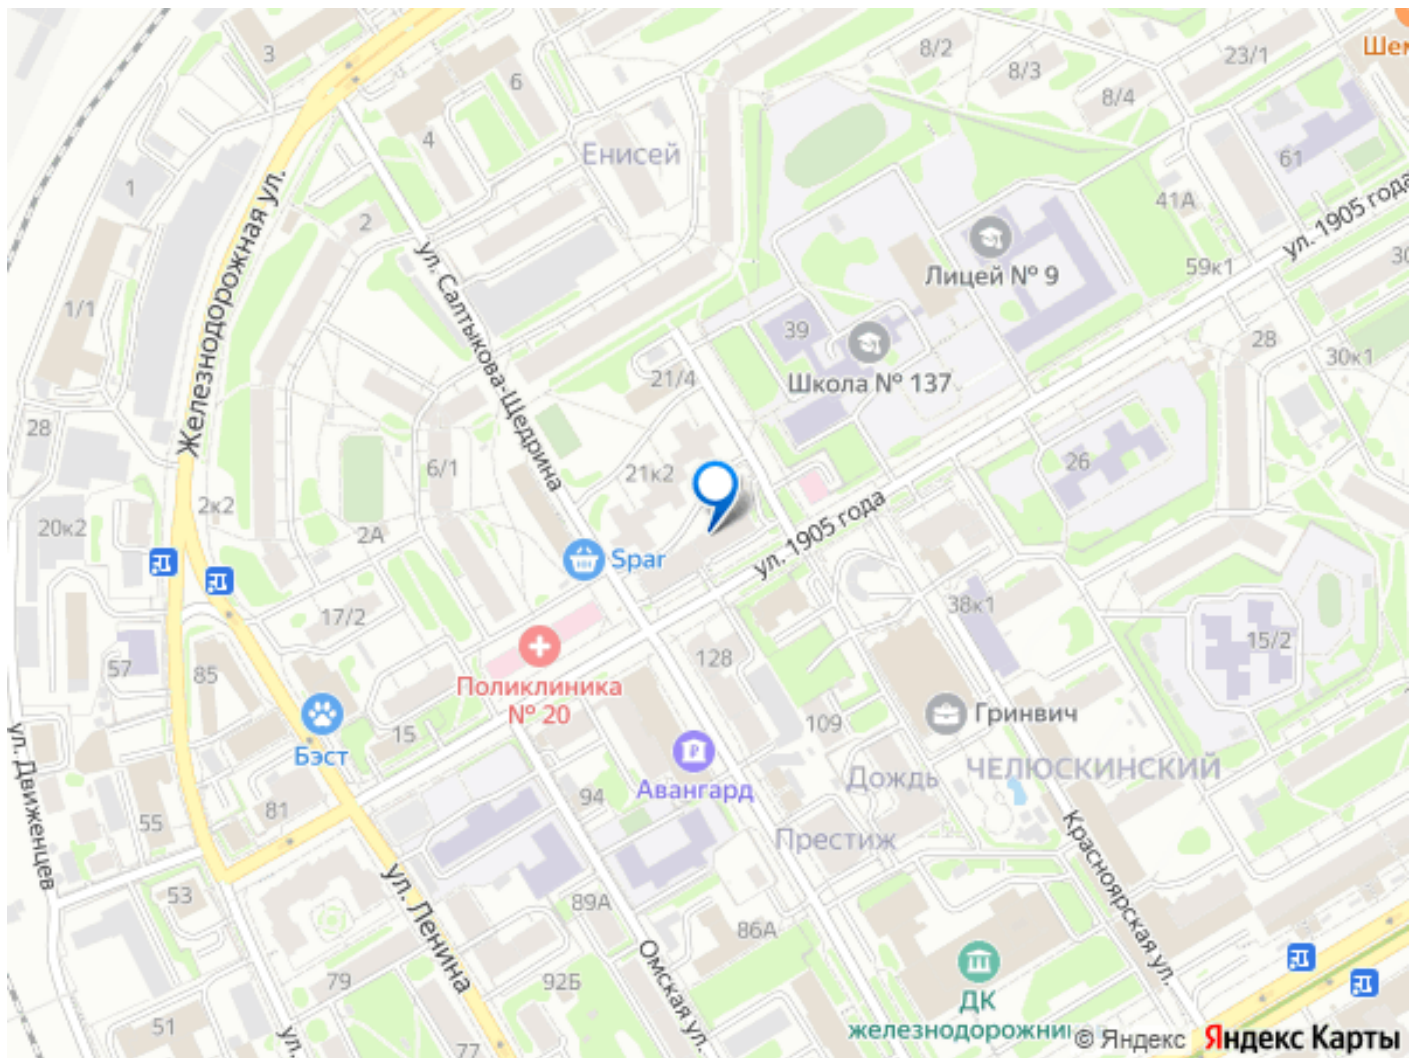 3
6
8/2
8/3
23/1
Шем
8/4
4
Енисей
1
2
61
41А
ул. 1905 года
Железнодорожная ул.
ул. Салтыкова-Щедрина
Лицей № 9
59к1
30
1/1
39
28
30к1
21/4
Школа № 137
28
6/1
21к2
26
2к2
20к2
2А
ул. 1905 года
Spar
17/2
38к1
15/2
57
85
128
Поликлиника
№ 20
15
109
Гринвич
Бэст
ул. Движенцев
Авангард
Дождь
ЧЕЛЮСКИНСКИЙ
94
81
55
Престиж
Красноярская ул.
53
ул. Ленина
89А
86А
Омская ул.
79
92Б
51
ул.
77
ДК
железнодорожни
© Яндекс Яндекс Карты